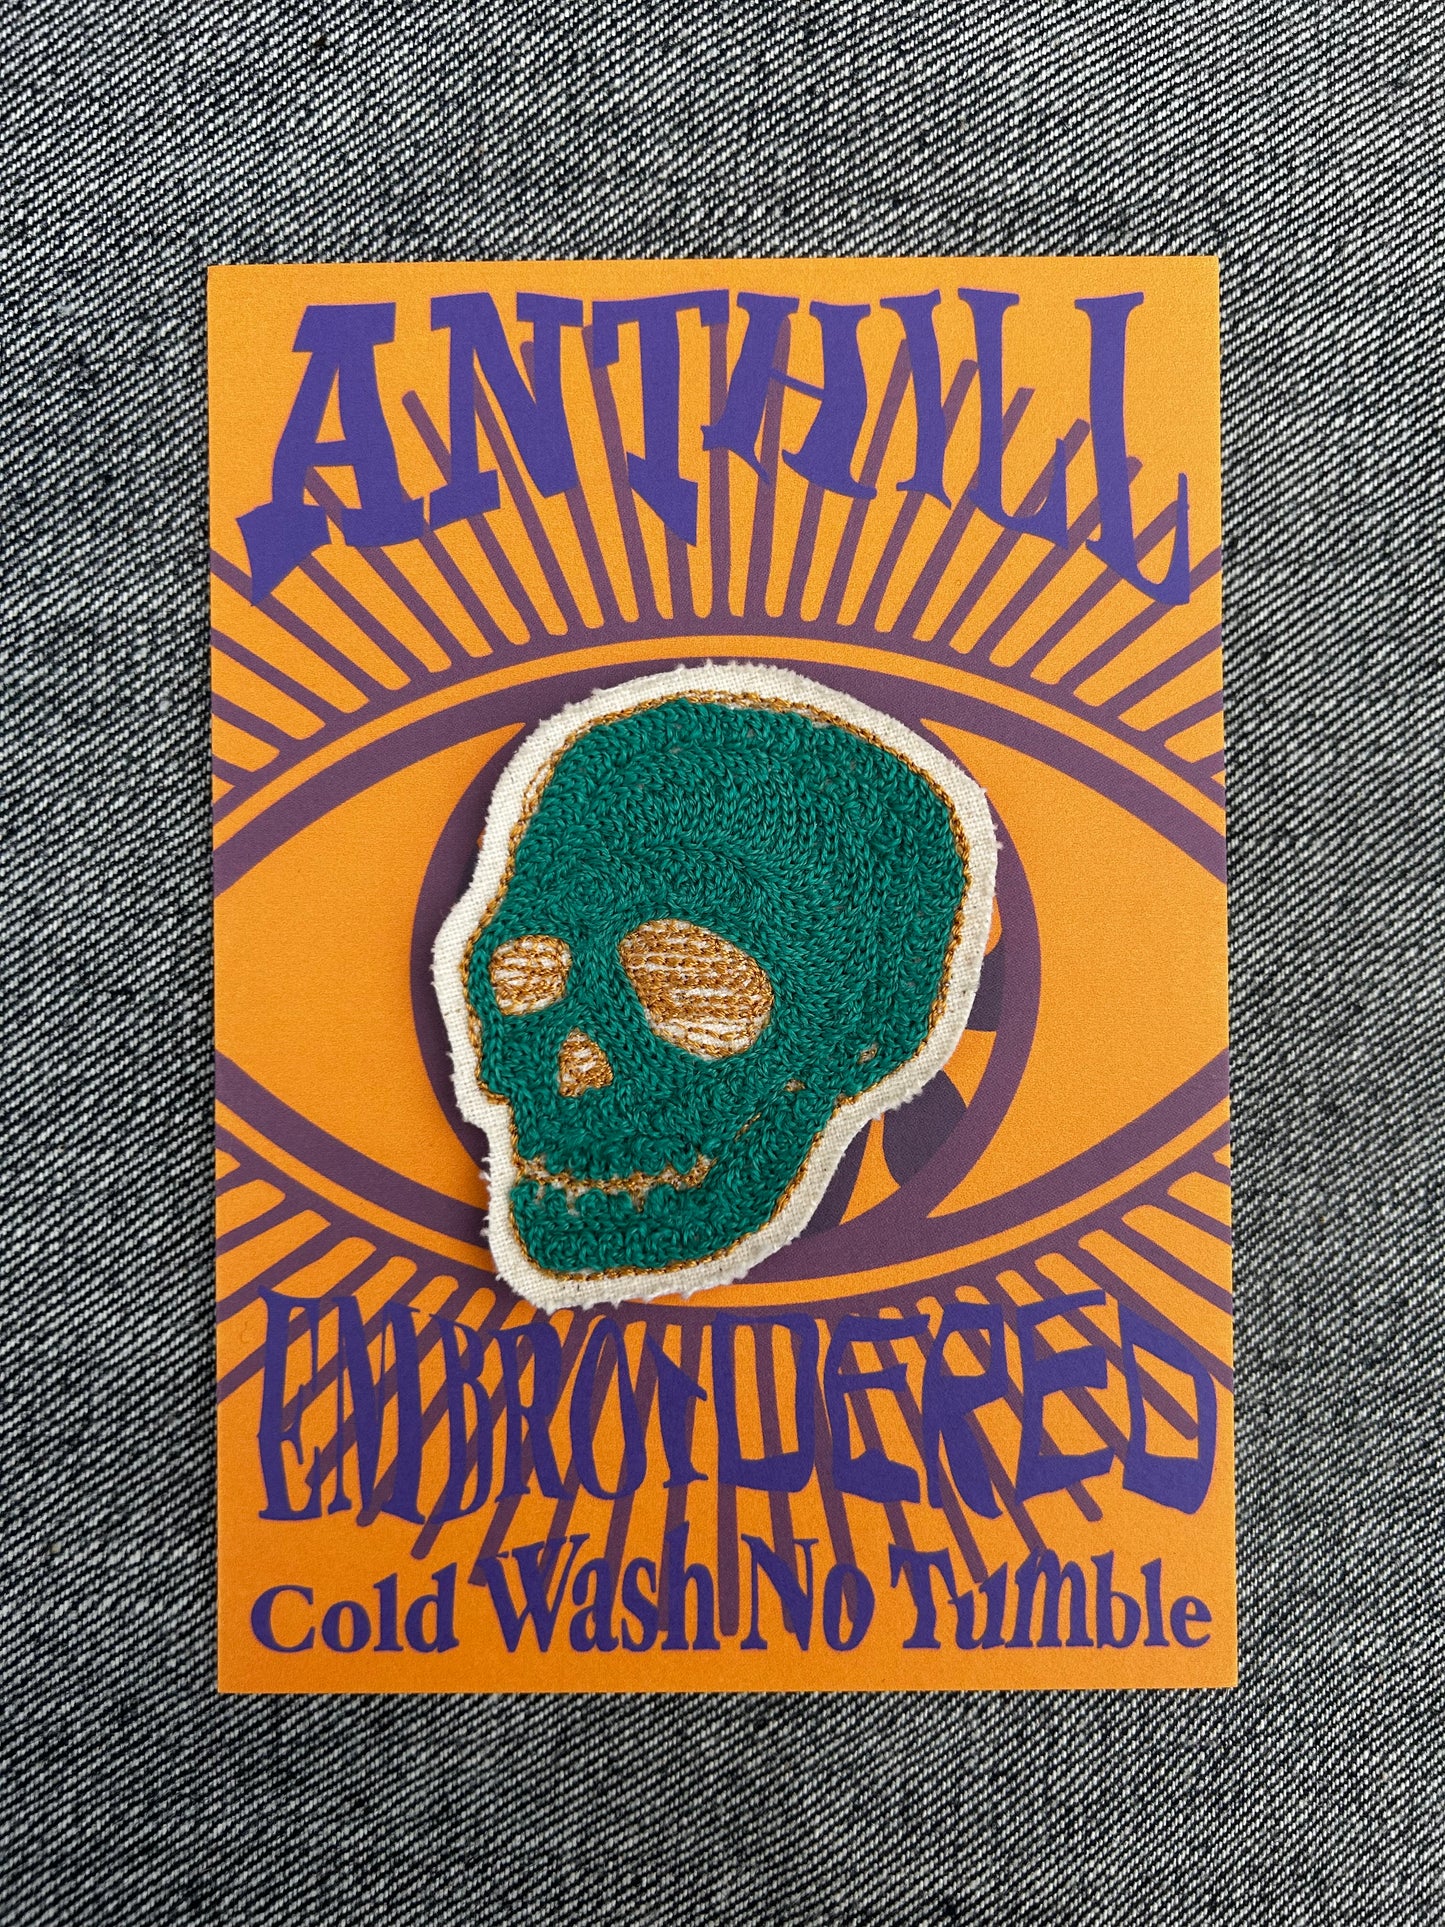 ANTHILL
EMBROIDERED
Cold Wash No Tumble